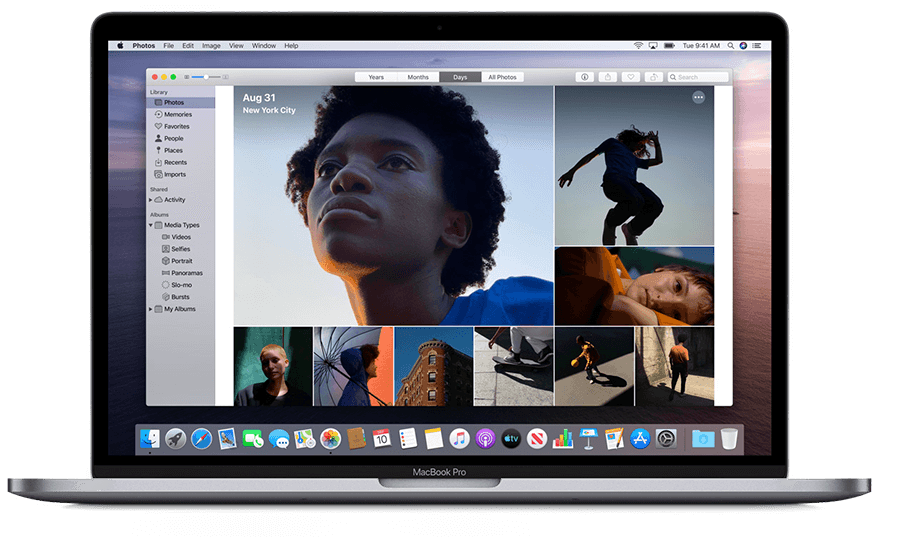 Photos File Edit Image View Window Help
Tue 9:41 AM
Years Months Days All Photos
Search
Library
Photos
Memories
Favorites
People
Places
Recents
Imports
Shared
Activity
Albums
Media Types
Videos
Selfies
Portrait
Panoramas
Slo-mo
Bursts
My Albums
Aug 31
New York City
10
tv
MacBook Pro